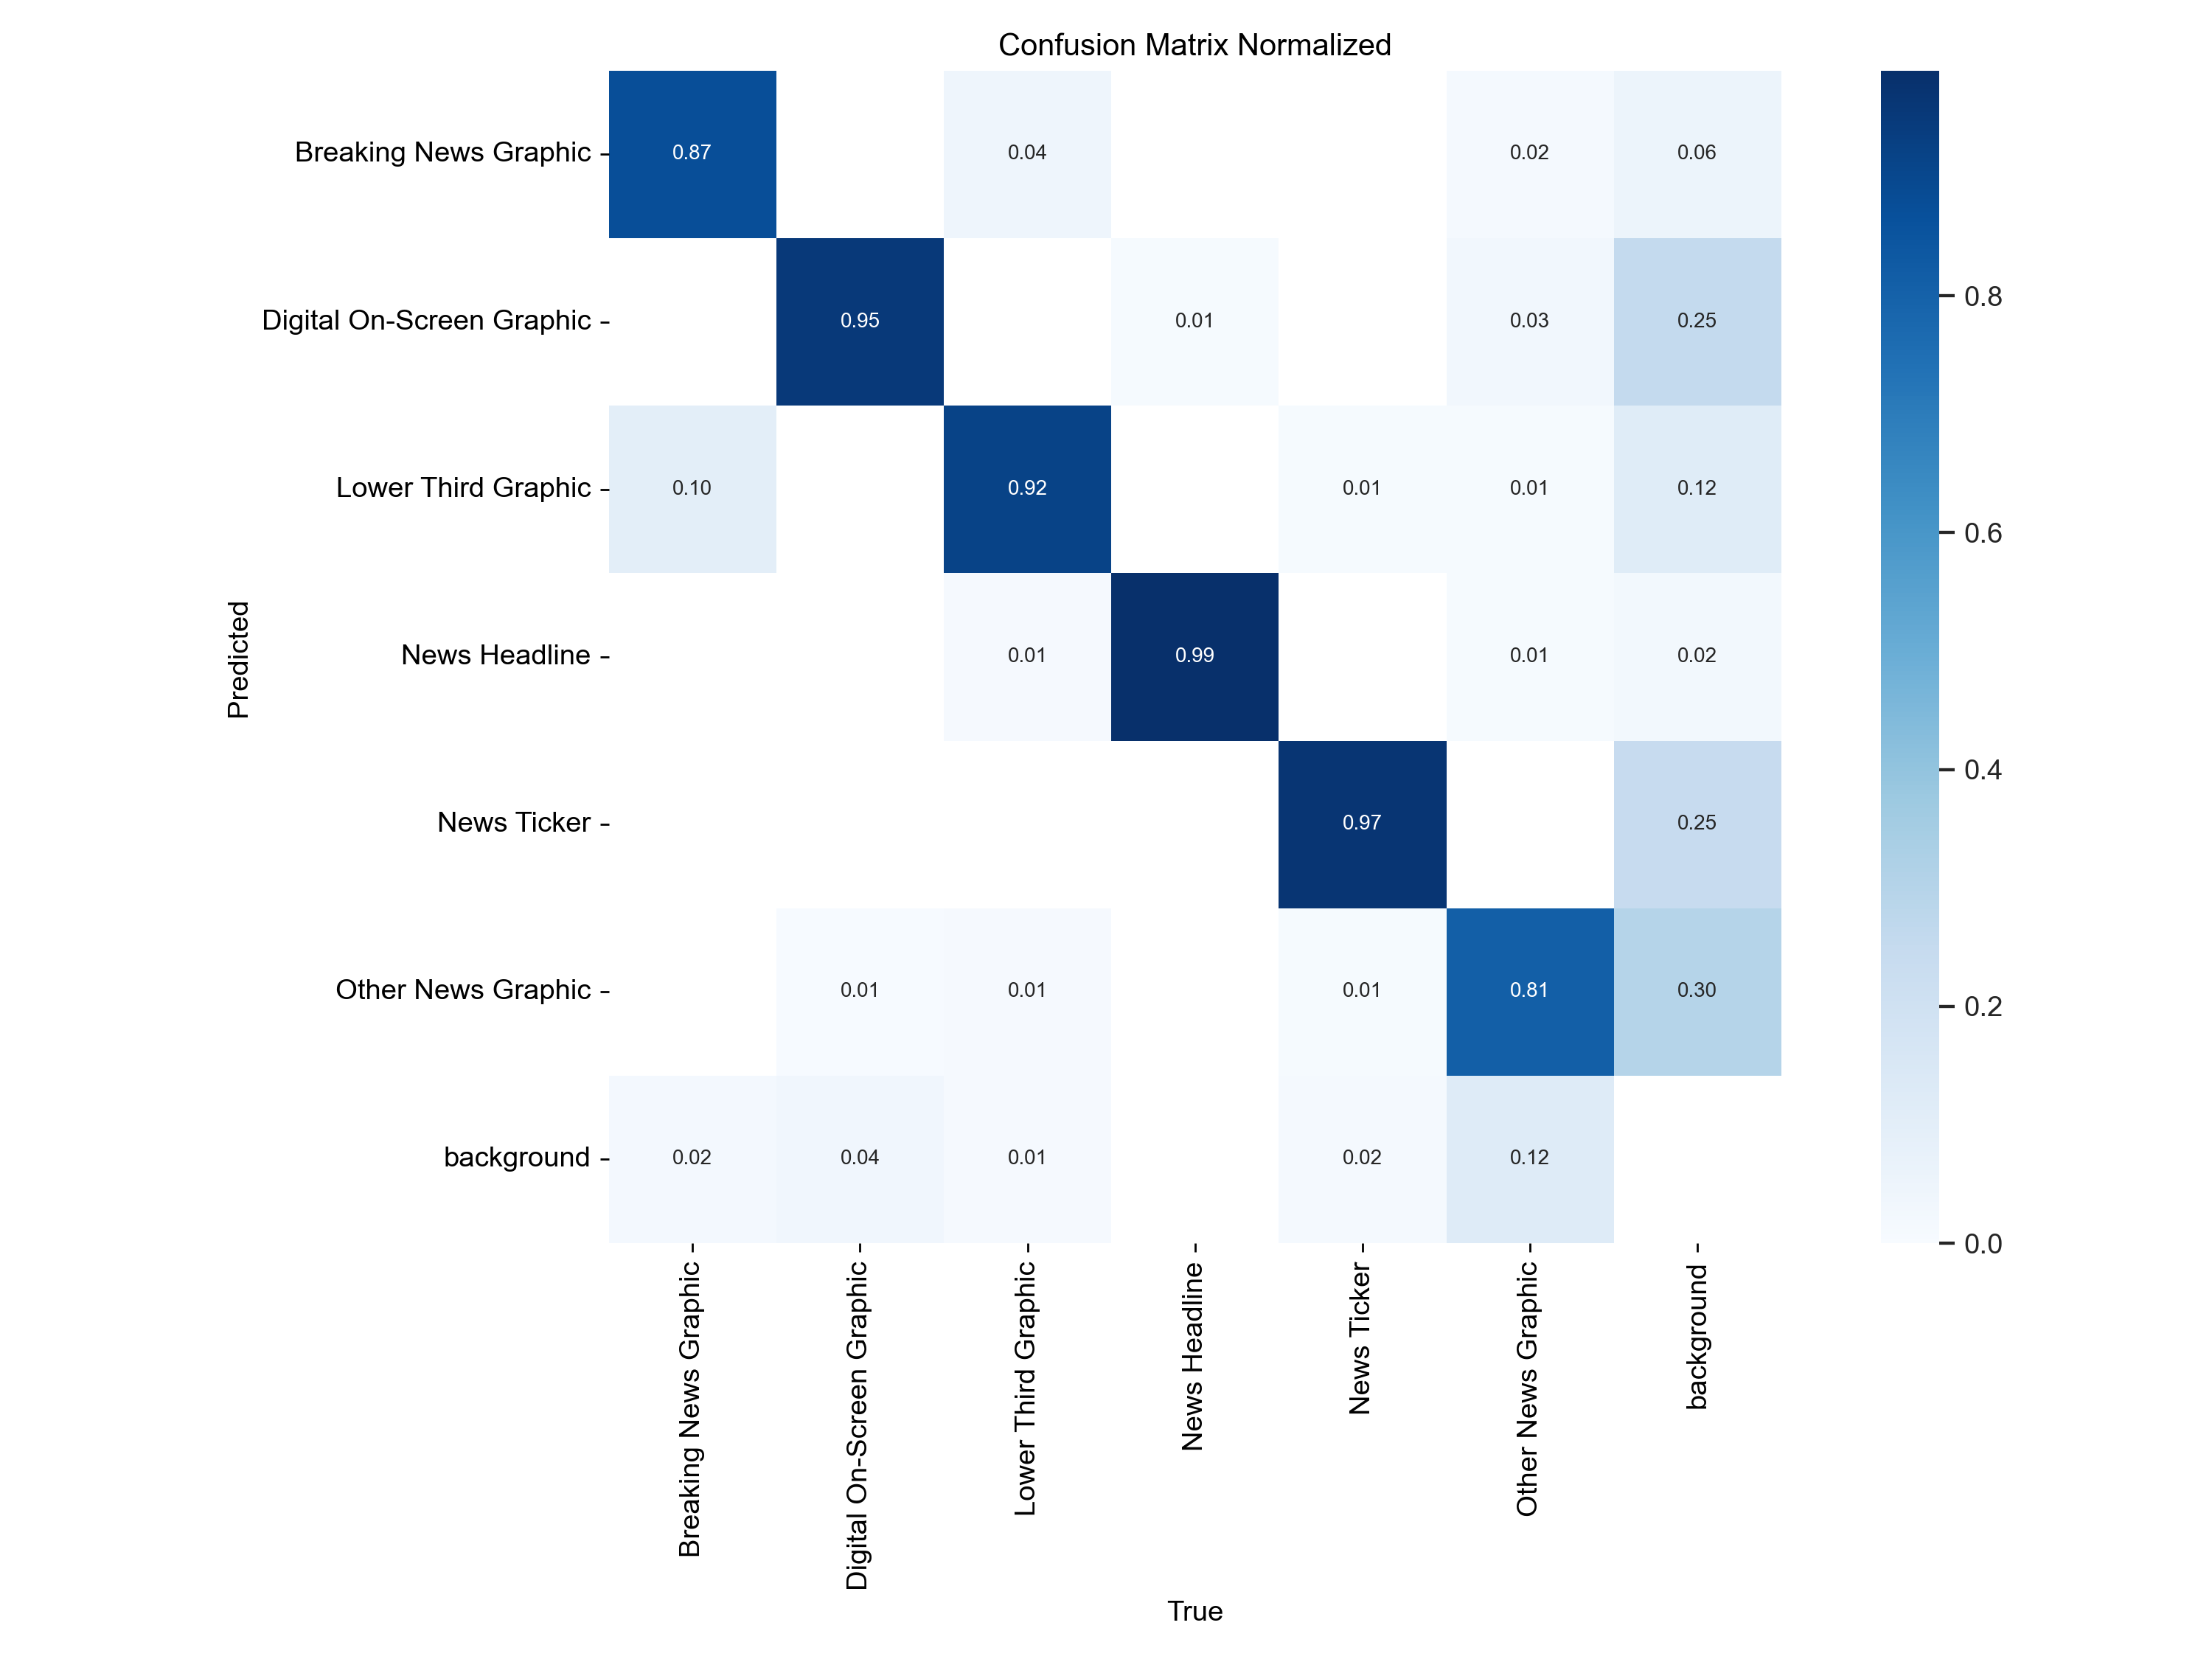 Confusion Matrix Normalized
Breaking News Graphic 0.87 0.04 0.02 0.06
Digital On-Screen Graphic 0.95 0.01 0.03 0.25
Lower Third Graphic 0.10 0.92 0.01 0.01 0.12
News Headline 0.01 0.99 0.01 0.02
News Ticker 0.97 0.25
Other News Graphic 0.01 0.01 0.01 0.81 0.30
background 0.02 0.04 0.01 0.02 0.12
Predicted
Breaking News Graphic
Digital On-Screen Graphic
Lower Third Graphic
News Headline
News Ticker
Other News Graphic
background
True
0.8
0.6
0.4
0.2
0.0